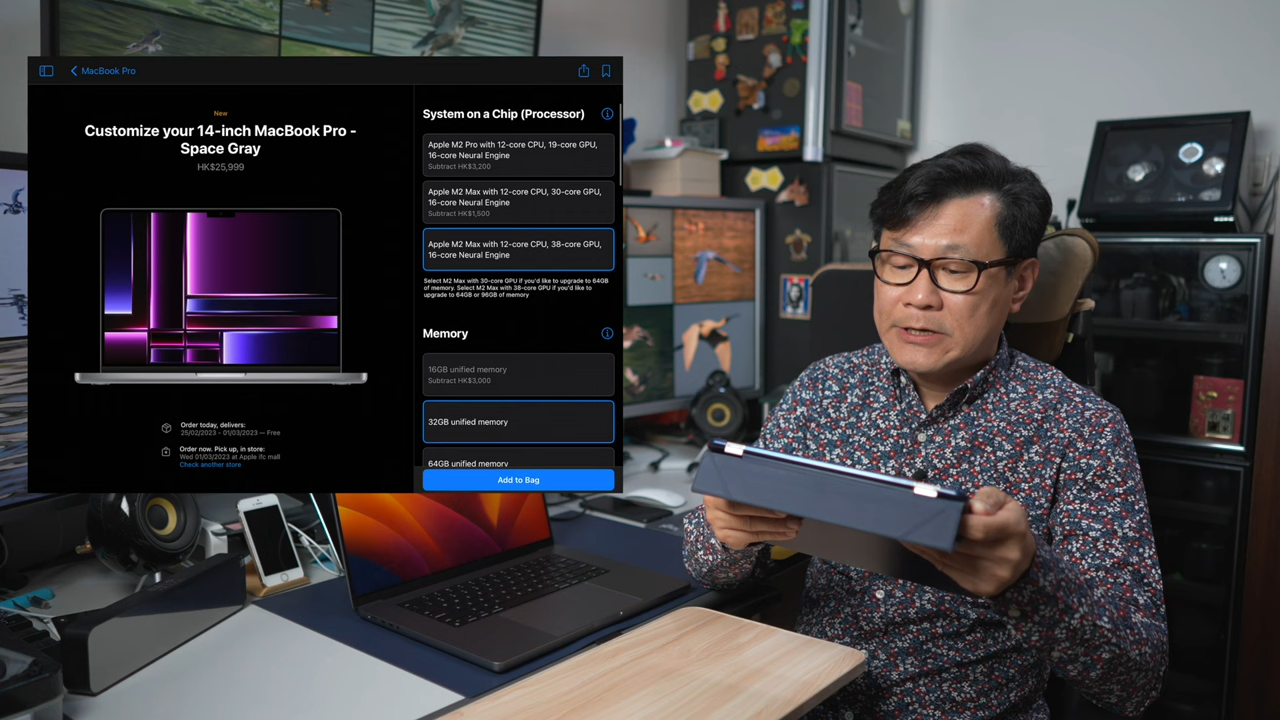 MacBook Pro
New
Customize your 14-inch MacBook Pro -
Space Gray
HK$25,999
Order today, delivers:
25/02/2023 - 01/03/2023 — Free
Order now. Pick up, in store:
Wed 01/03/2023 at Apple ifc mall
Check another store
System on a Chip (Processor)
Apple M2 Pro with 12-core CPU, 19-core GPU,
16-core Neural Engine
Subtract HK$3,200
Apple M2 Max with 12-core CPU, 30-core GPU,
16-core Neural Engine
Subtract HK$1,500
Apple M2 Max with 12-core CPU, 38-core GPU,
16-core Neural Engine
Select M2 Max with 30-core GPU if you'd like to upgrade to 64GB
of memory. Select M2 Max with 38-core GPU if you'd like to
upgrade to 64GB or 96GB of memory
Memory
16GB unified memory
Subtract HK$3,000
32GB unified memory
64GB unified memory
Add to Bag